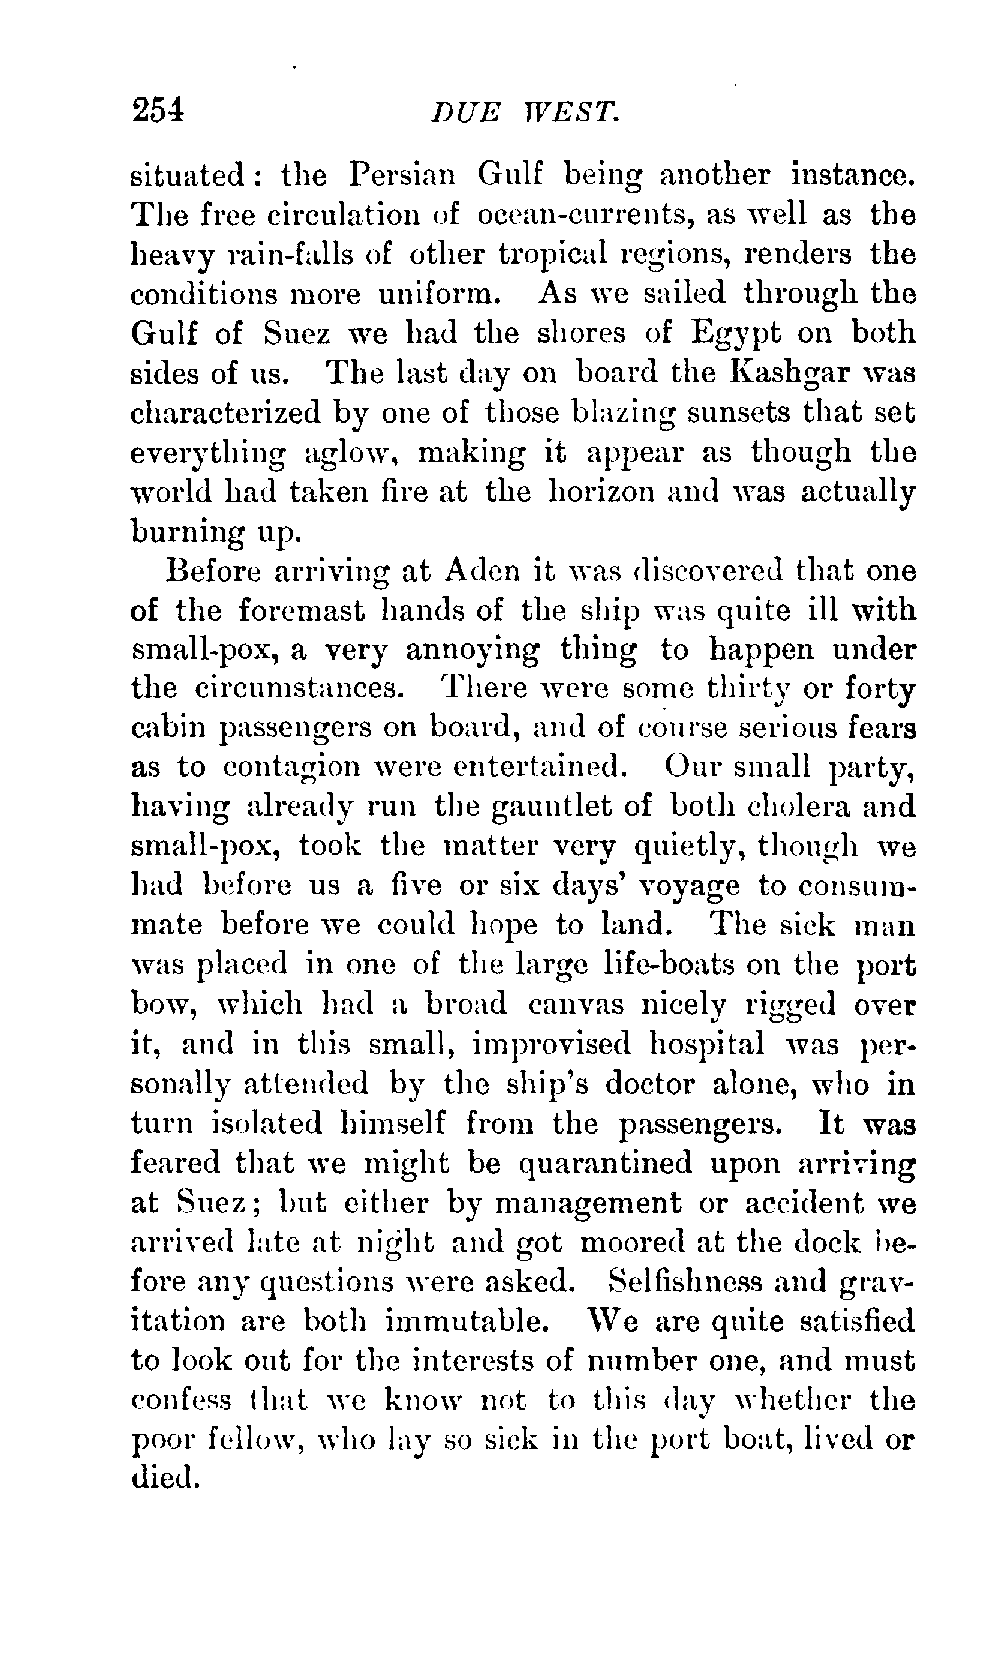 254 DUE WEST.
situated : the Persian Gulf being another instance.
The free circulation of ocean-currents, as well as the
heavy rain-falls of other tropical regions, renders the
conditions more uniform. As we sailed through the
Gulf of Suez we had the shores of Egypt on both
sides of us. The last day on board the Kashgar was
characterized by one of those blazing sunsets that set
everything aglow, making it appear as though the
world had taken fire at the horizon and was actually
burning up.
Before arriving at Aden it was discovered that one
of the foremast hands of the ship was quite ill with
small-pox, a very annoying thing to happen under
the circumstances. There were some thirty or forty
cabin passengers on board, and of course serious fears
as to contagion were entertained. Our small party,
having already run the gauntlet of both cholera and
small-pox, took the matter very quietly, though we
had before us a five or six days' voyage to consum-
mate before we could hope to land. The sick man
was placed in one of the large life-boats on the port
bow, which had a broad canvas nicely rigged over
it, and in this small, improvised hospital was per-
sonally attended by the ship's doctor alone, who in
turn isolated himself from the passengers. It was
feared that we might be quarantined upon arriving
at Suez; but either by management or accident we
arrived late at night and got moored at the dock be-
fore any questions were asked. Selfishness and grav-
itation are both immutable. We are quite satisfied
to look out for the interests of number one, and must
confess that we know not to this day whether the
poor fellow, who lay so sick in the port boat, lived or
died.